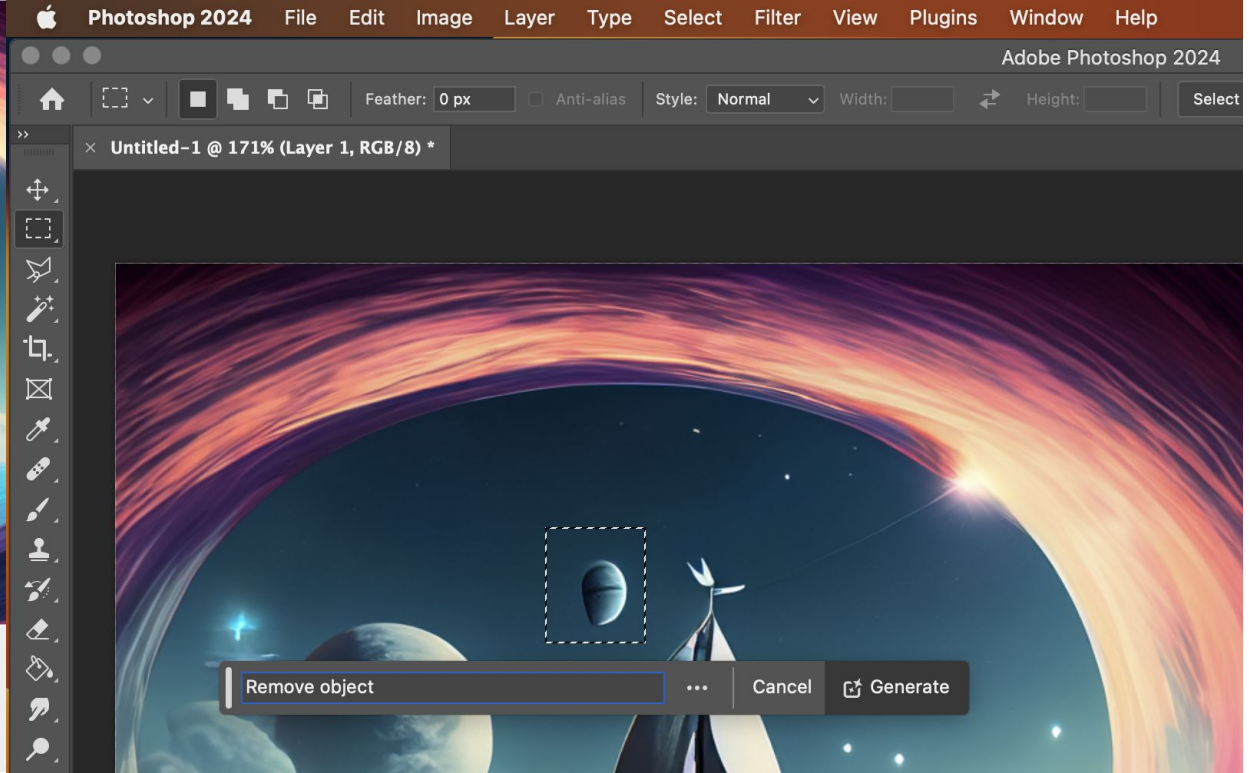 Photoshop 2024 File Edit Image Layer Type Select Filter View Plugins Window Help
Adobe Photoshop 2024
Feather: 0 px Anti-alias Style: Normal Width: Height: Select
Untitled-1 @ 171% (Layer 1, RGB/8) *
Remove object Cancel Generate